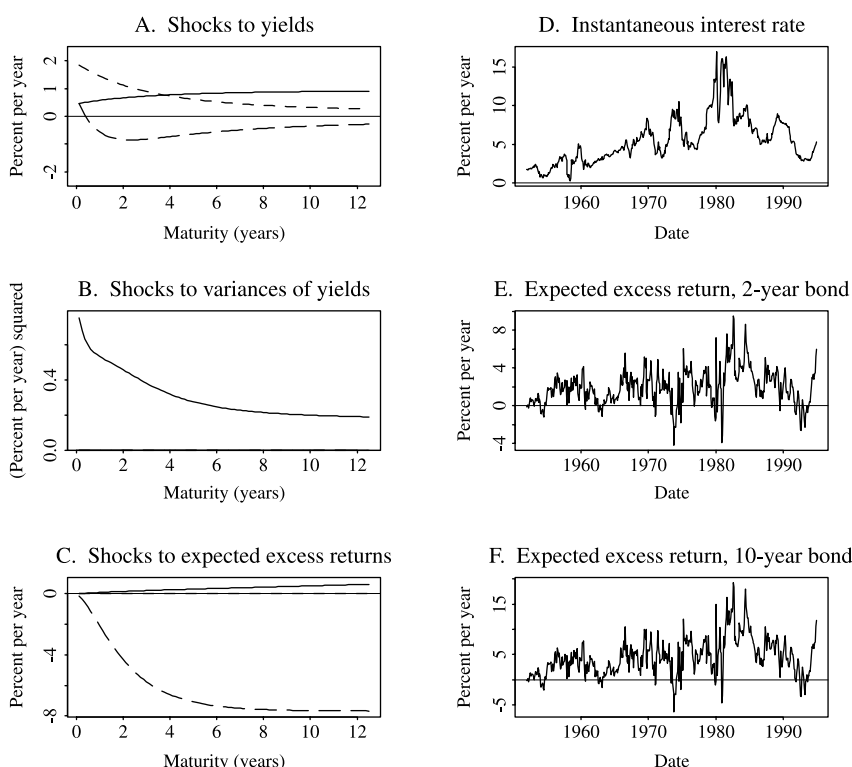 A. Shocks to yields
Percent per year
2
1
0
-2
0 2 4 6 8 10 12
Maturity (years)
B. Shocks to variances of yields
(Percent per year) squared
0.4
0.0
0 2 4 6 8 10 12
Maturity (years)
C. Shocks to expected excess returns
Percent per year
0
-4
-8
0 2 4 6 8 10 12
Maturity (years)
D. Instantaneous interest rate
Percent per year
15
10
5
0
1960 1970 1980 1990
Date
E. Expected excess return, 2-year bond
Percent per year
8
4
0
-4
1960 1970 1980 1990
Date
F. Expected excess return, 10-year bond
Percent per year
15
5
-5
1960 1970 1980 1990
Date